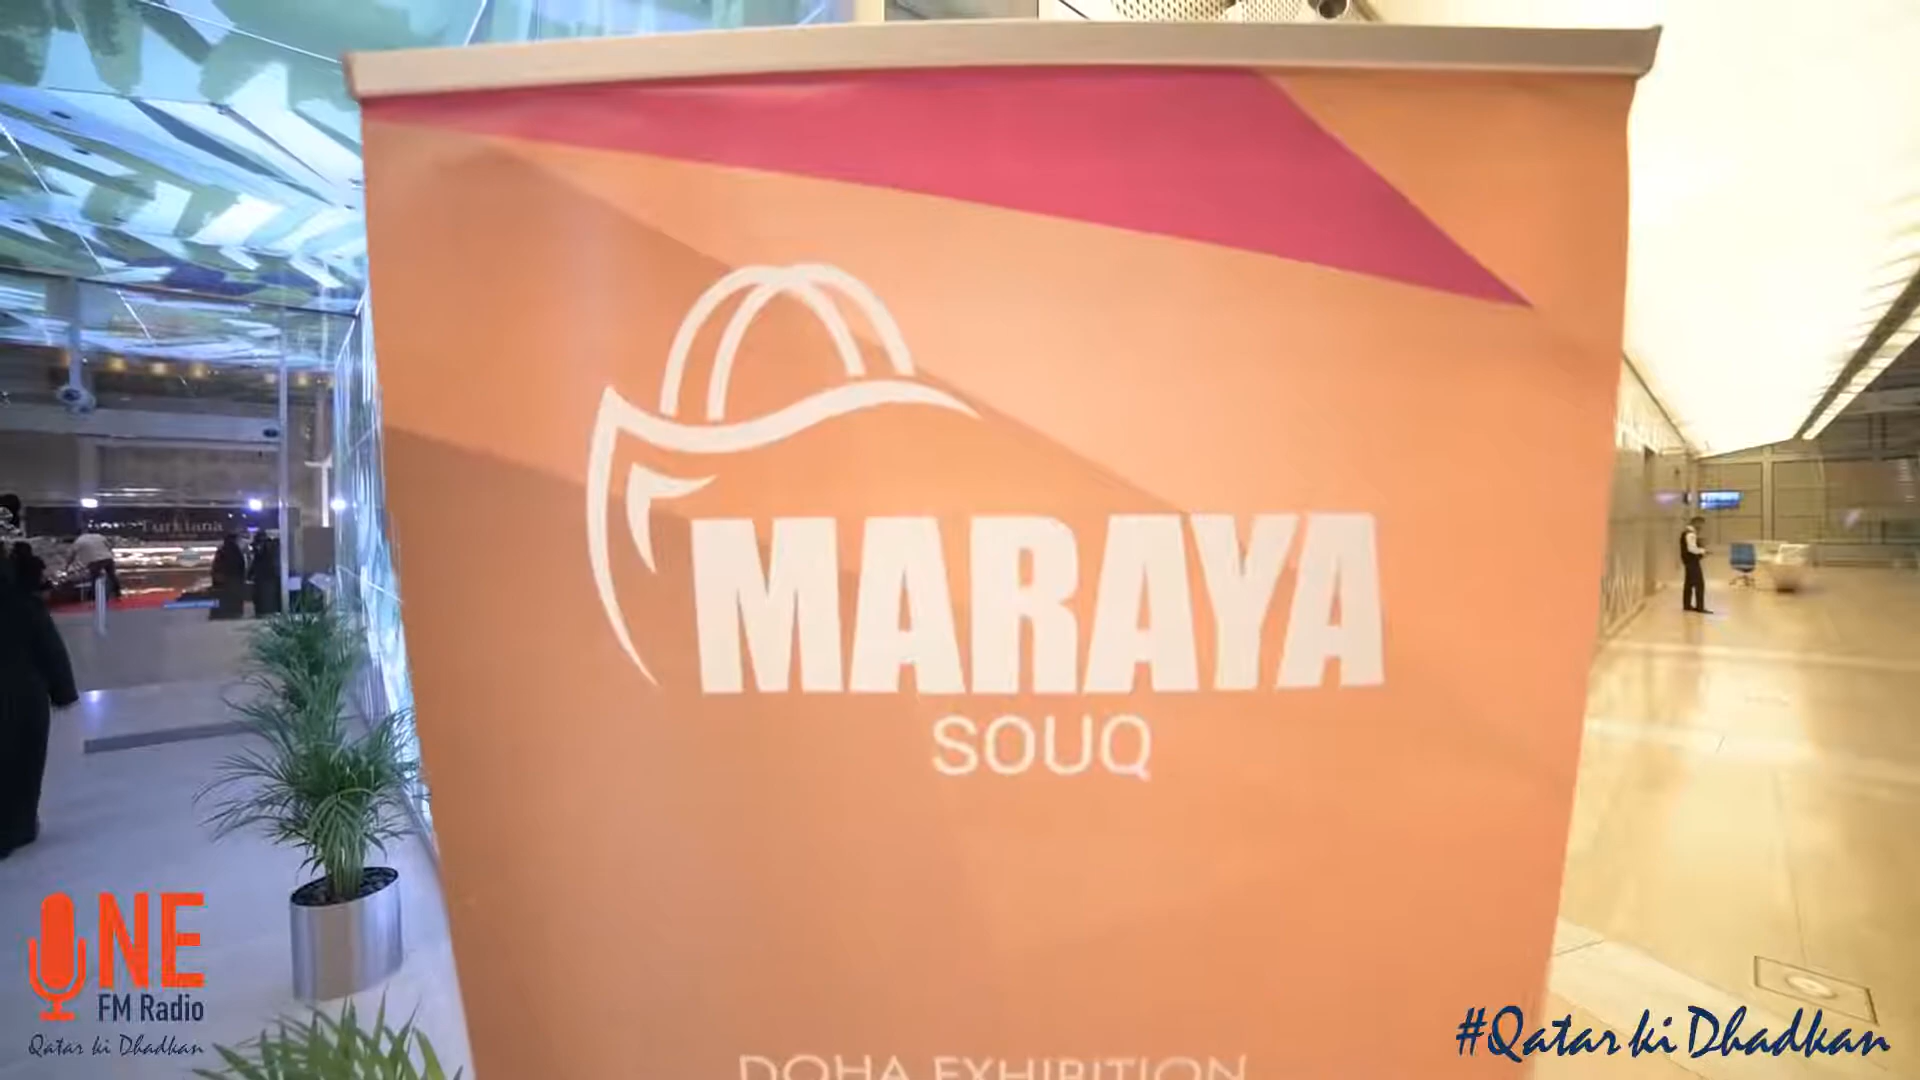 Turkiana
MARAYA
SOUQ
DOHA EXHIBITION
ONE
FM Radio
Qatar ki Dhadkan
#Qatar ki Dhadkan